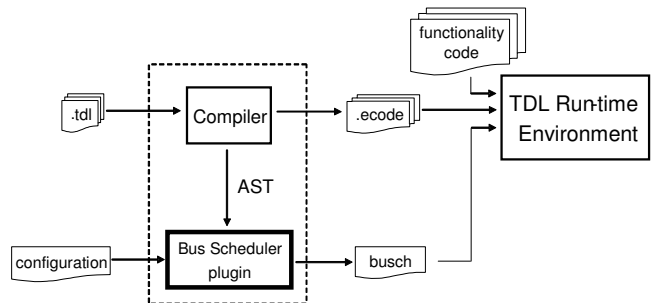 functionality
code
.tdl
Compiler
.ecode
TDL Run-time
Environment
AST
configuration
Bus Scheduler
plugin
busch